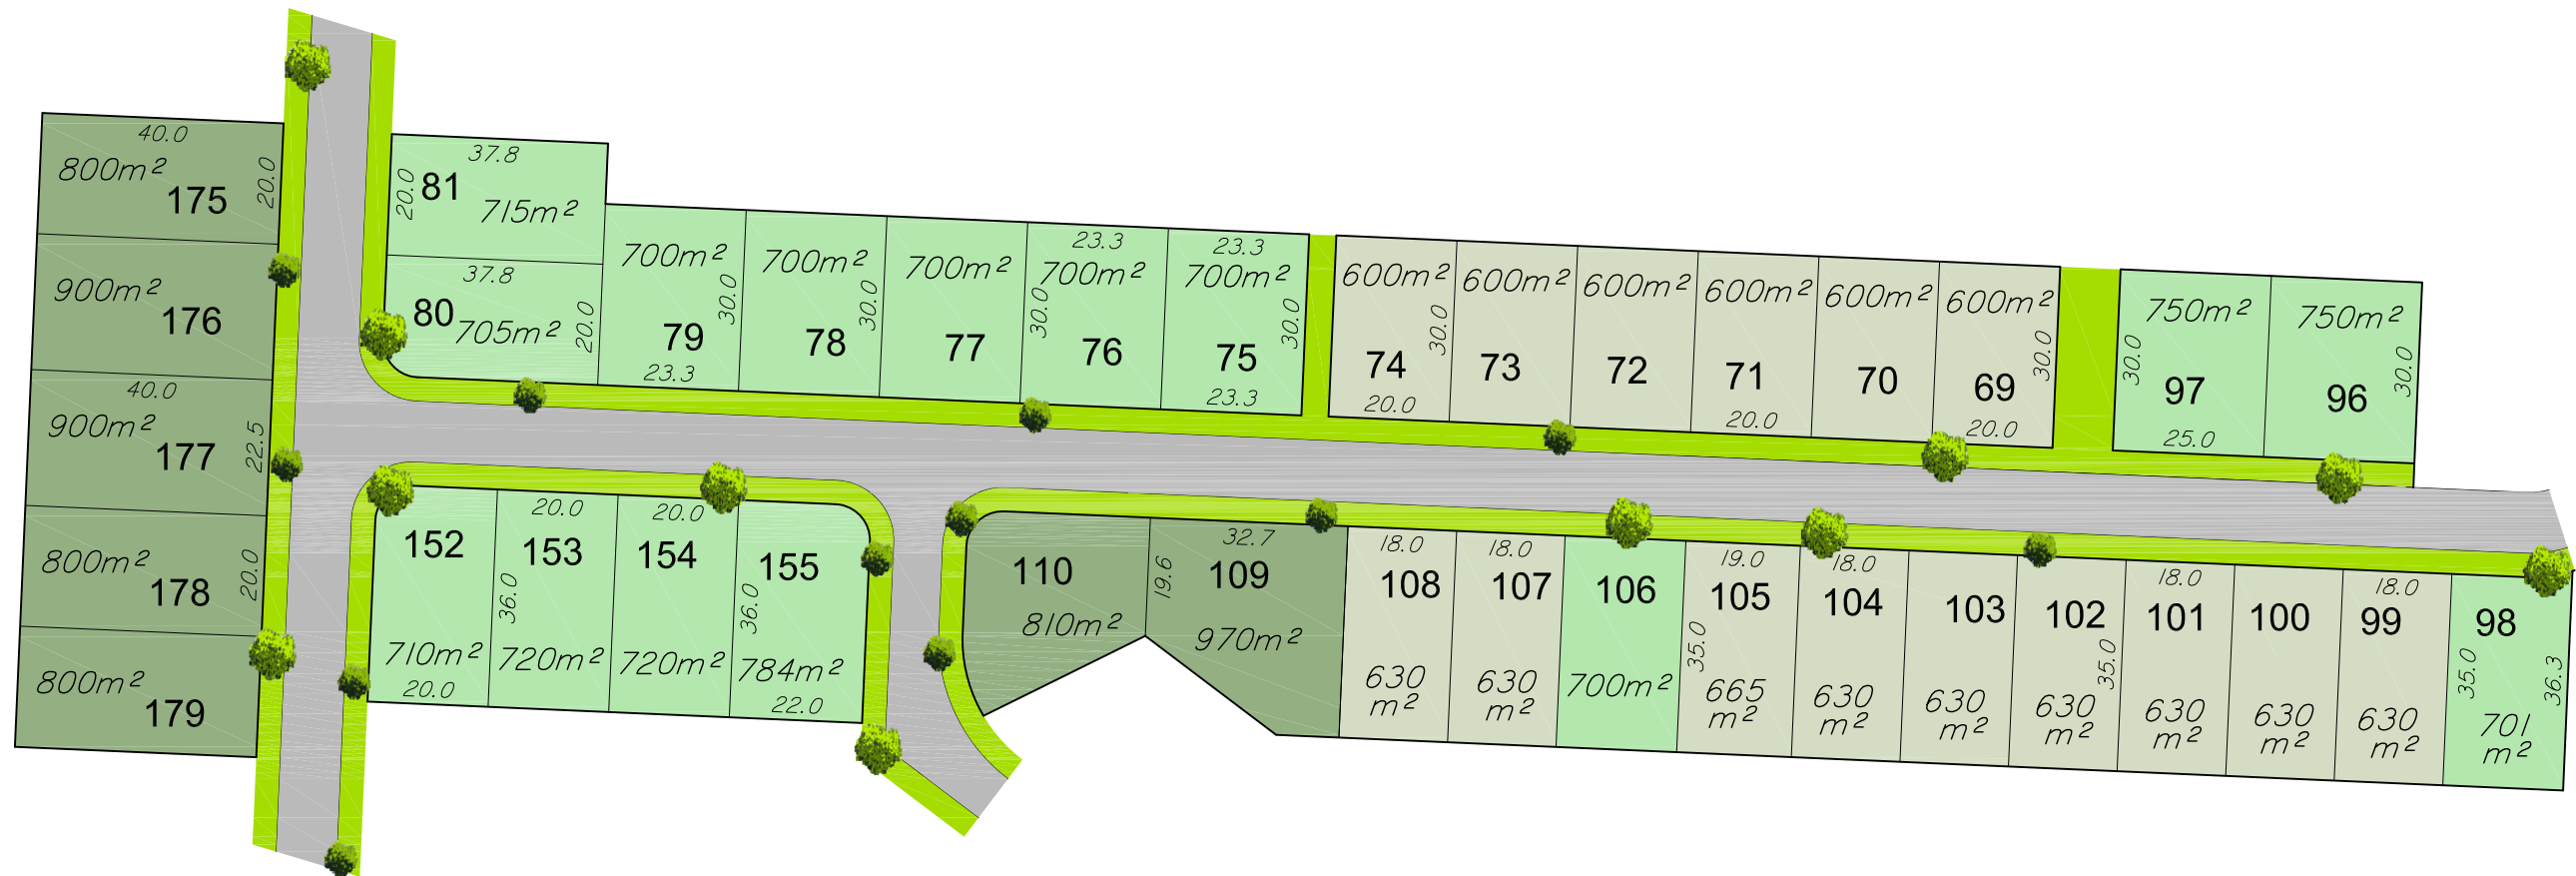 40.0
800m²
175
20.0
900m²
176
40.0
900m²
177
22.5
800m²
178
20.0
800m²
179
37.8
20.0
81
715m²
37.8
80
705m²
20.0
700m²
79
30.0
23.3
700m²
78
30.0
700m²
77
23.3
700m²
30.0
76
23.3
700m²
75
30.0
23.3
600m²
74
30.0
20.0
600m²
73
600m²
72
600m²
71
20.0
600m²
70
600m²
69
30.0
20.0
750m²
30.0
97
25.0
750m²
96
30.0
152
710m²
20.0
20.0
153
36.0
720m²
20.0
154
720m²
155
36.0
784m²
22.0
110
810m²
19.6
32.7
109
970m²
18.0
108
630
m²
18.0
107
630
m²
106
700m²
19.0
105
35.0
665
m²
18.0
104
630
m²
103
630
m²
102
35.0
630
m²
18.0
101
630
m²
100
630
m²
18.0
99
630
m²
98
35.0
36.3
701
m²